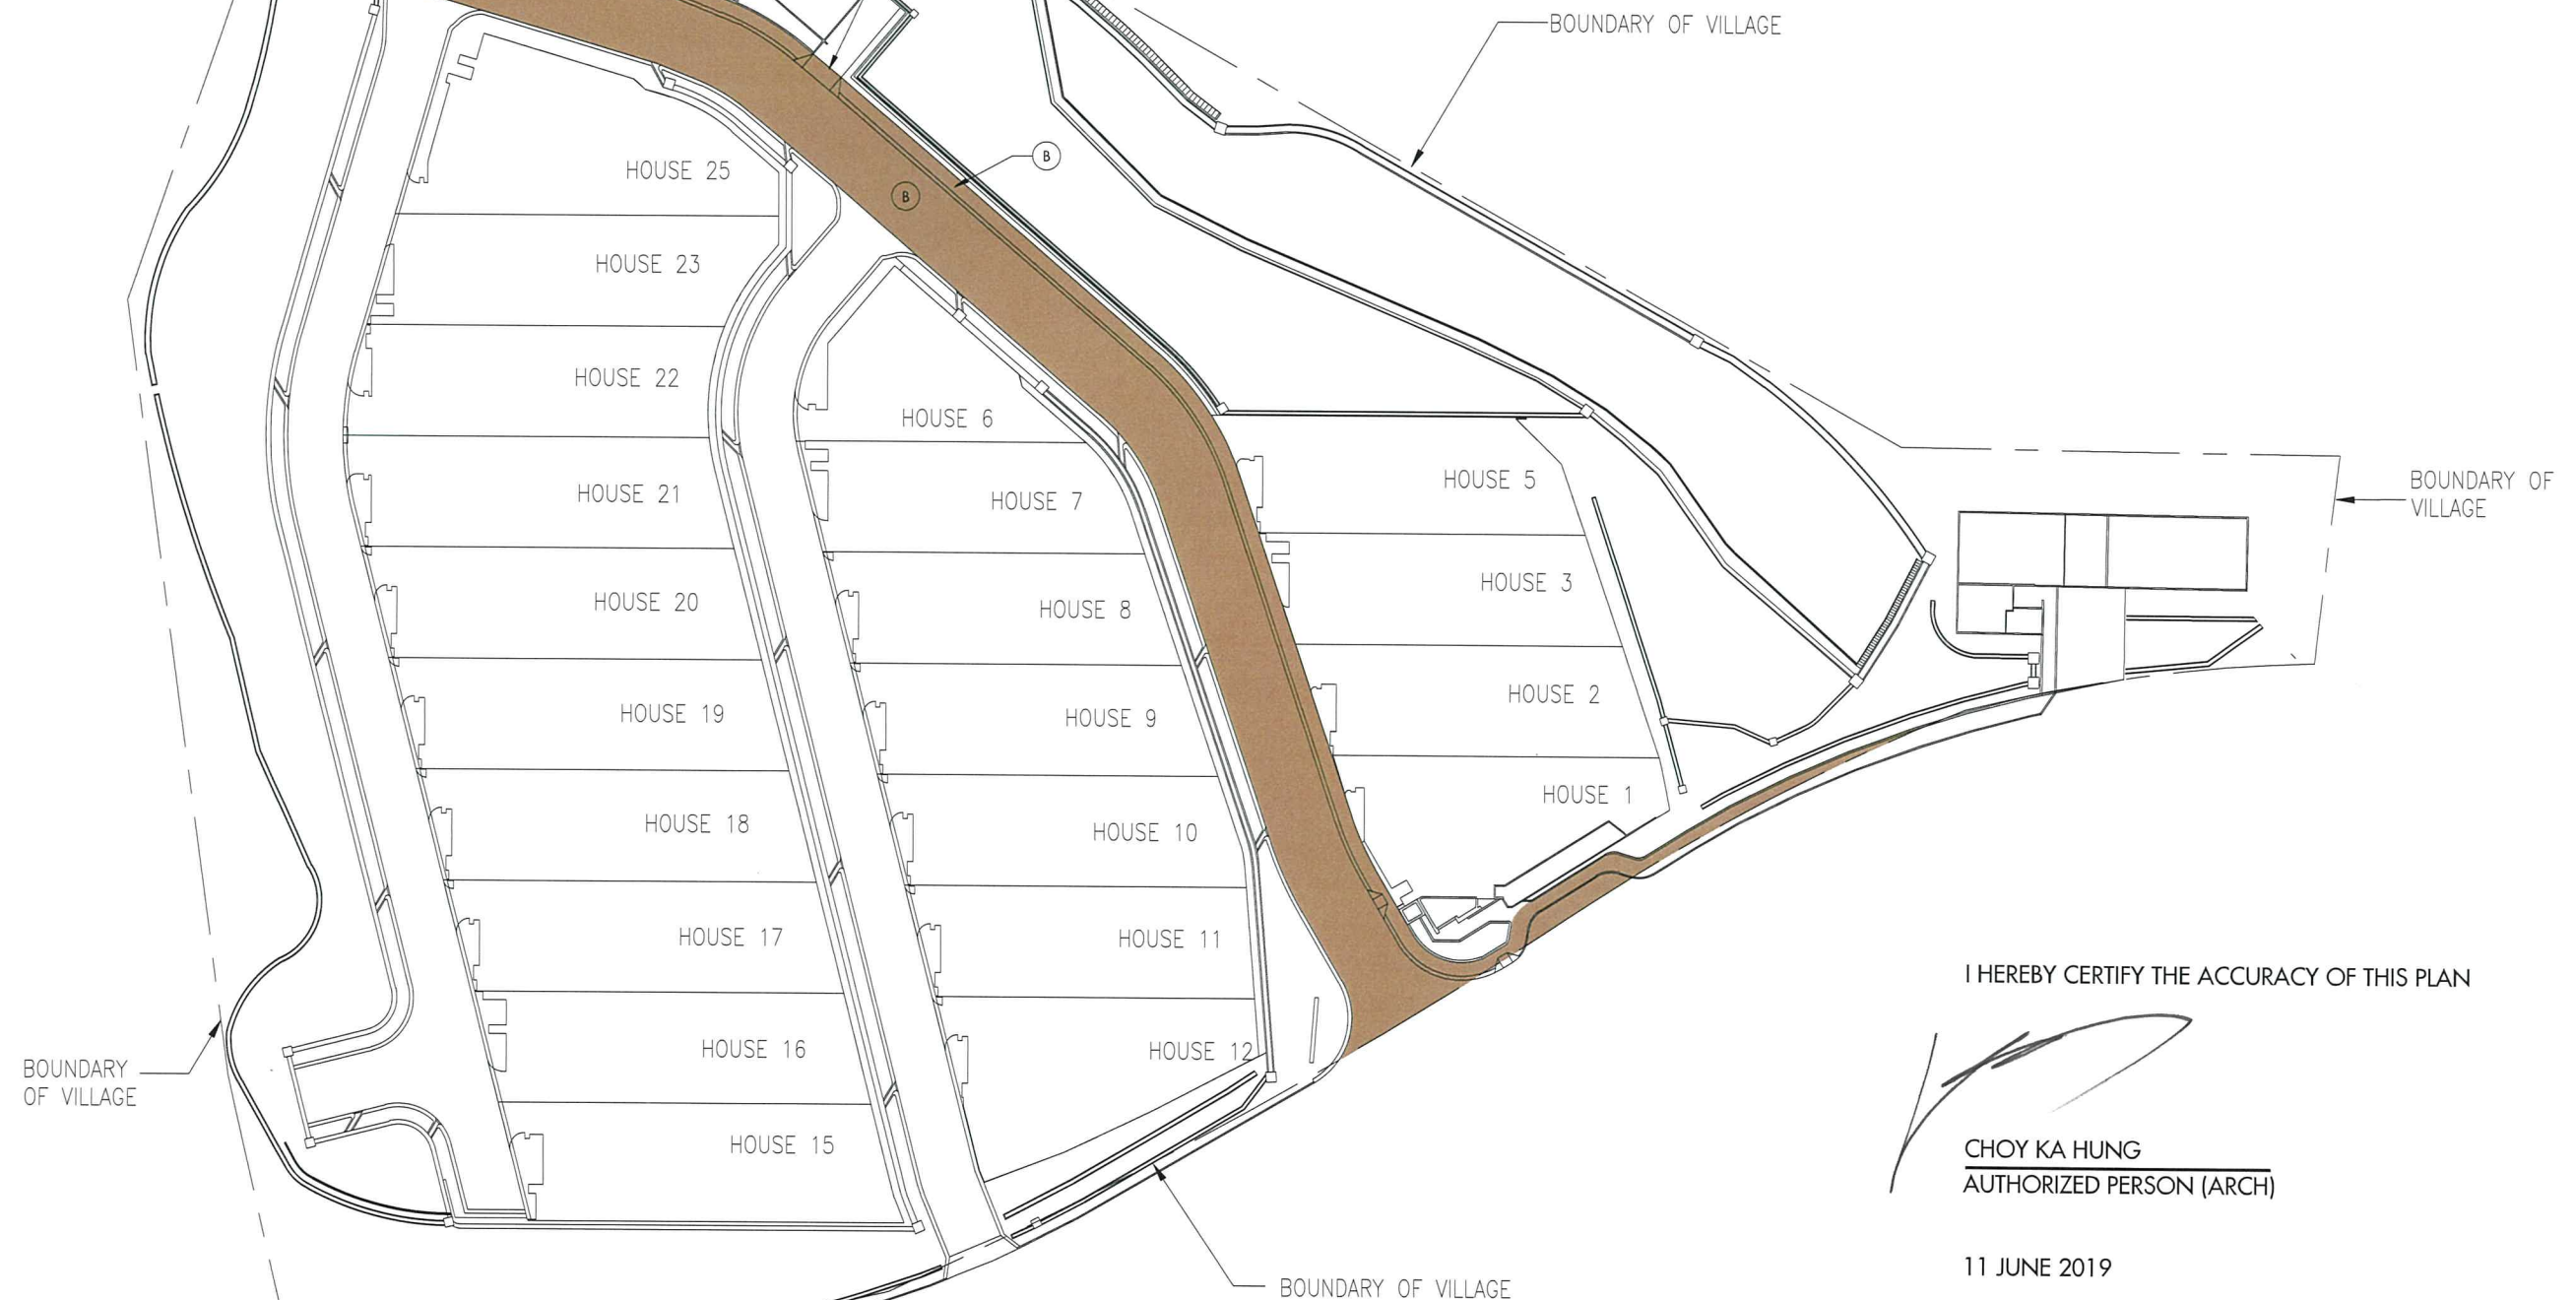 BOUNDARY OF VILLAGE
B
B
HOUSE 25
HOUSE 23
HOUSE 22
HOUSE 6
HOUSE 5
BOUNDARY OF
VILLAGE
HOUSE 21
HOUSE 7
HOUSE 3
HOUSE 20
HOUSE 8
HOUSE 2
HOUSE 19
HOUSE 9
HOUSE 1
HOUSE 18
HOUSE 10
HOUSE 17
HOUSE 11
HOUSE 16
HOUSE 12
BOUNDARY
OF VILLAGE
HOUSE 15
BOUNDARY OF VILLAGE
I HEREBY CERTIFY THE ACCURACY OF THIS PLAN
CHOY KA HUNG
AUTHORIZED PERSON (ARCH)
11 JUNE 2019